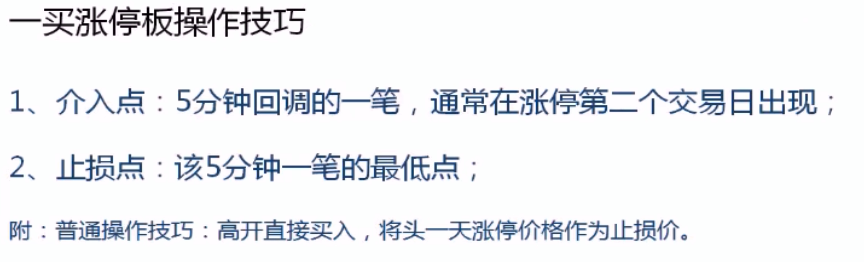 一买涨停板操作技巧
1、介入点：5分钟回调的一笔，通常在涨停第二个交易日出现；
2、止损点：该5分钟一笔的最低点；
附：普通操作技巧：高开直接买入，将头一天涨停价格作为止损价。